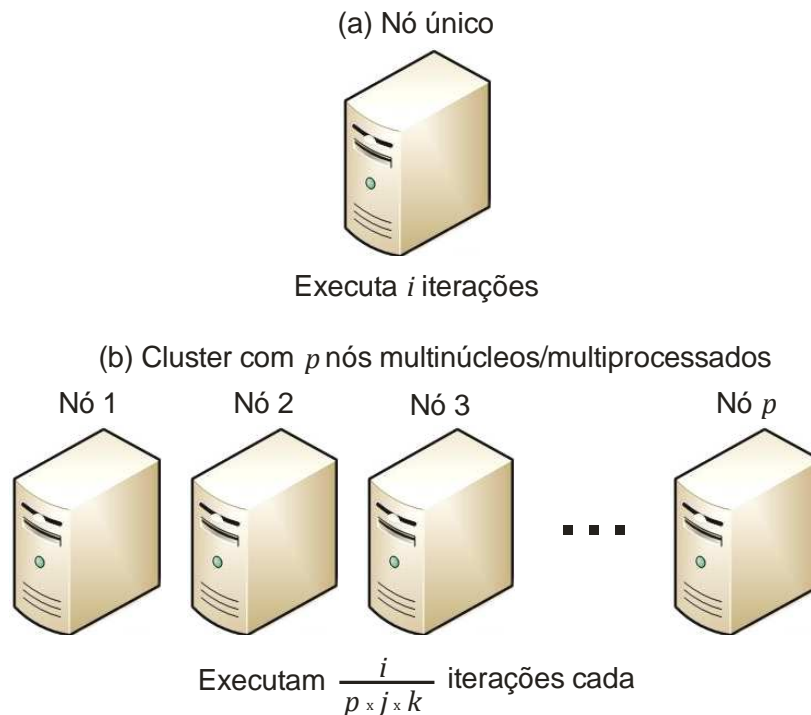 (a) Nó único
Executa i iterações
(b) Cluster com p nós multinúcleos/multiprocessados
Nó 1 Nó 2 Nó 3 Nó p
...
Executam i / p x j x k iterações cada